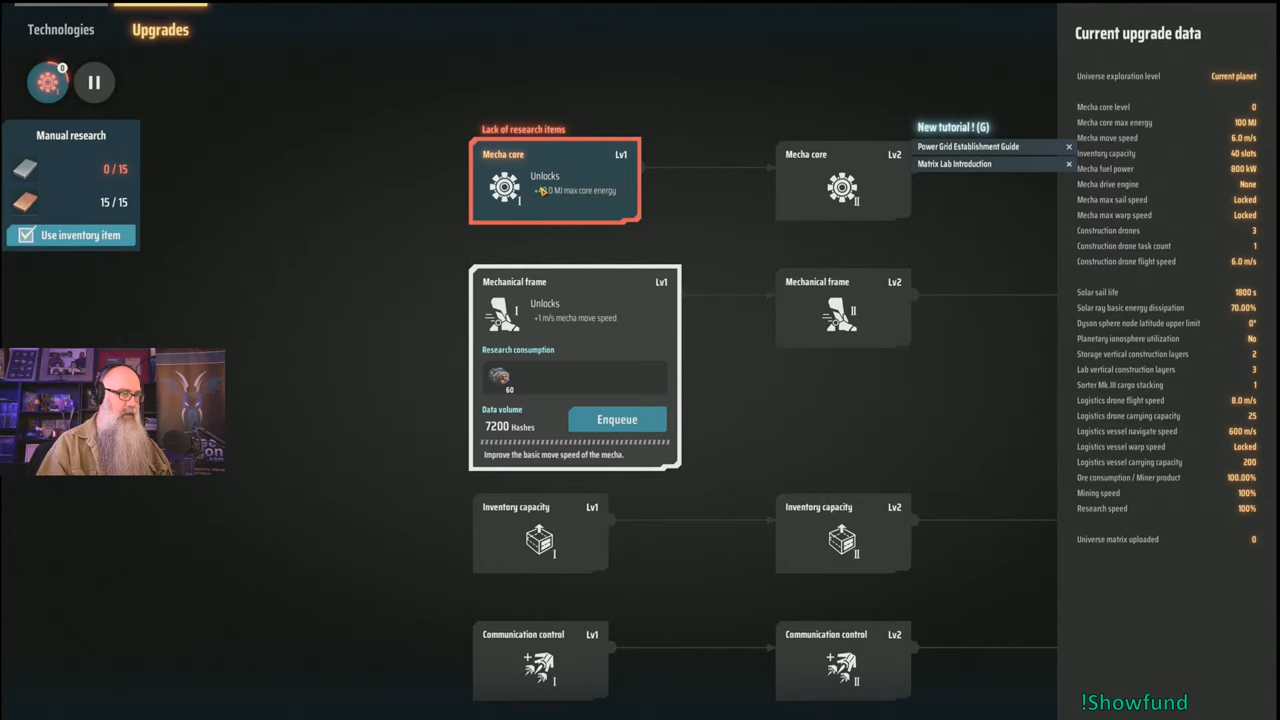 Technologies
Upgrades
0
Manual research
0 / 15
15 / 15
Use inventory item
Lack of research items
Mecha core Lv1
Unlocks
I
Mecha core Lv2
II
New tutorial ! (G)
Power Grid Establishment Guide ×
Matrix Lab Introduction ×
Mechanical frame Lv1
Unlocks
+1 m/s mecha move speed
I
Research consumption
60
Data volume
7200 Hashes
Enqueue
Improve the basic move speed of the mecha.
Mechanical frame Lv2
II
Inventory capacity Lv1
I
Inventory capacity Lv2
II
Communication control Lv1
I
Communication control Lv2
II
Current upgrade data
Universe exploration level Current planet
Mecha core level 0
Mecha core max energy 100 MJ
Mecha move speed 6.0 m/s
Inventory capacity 40 slots
Mecha fuel power 800 kW
Mecha drive engine None
Mecha max sail speed Locked
Mecha max warp speed Locked
Construction drones 3
Construction drone task count 1
Construction drone flight speed 6.0 m/s
Solar sail life 1800 s
Solar ray basic energy dissipation 70.00%
Dyson sphere node latitude upper limit 0°
Planetary ionosphere utilization No
Storage vertical construction layers 2
Lab vertical construction layers 3
Sorter Mk.III cargo stacking 1
Logistics drone flight speed 8.0 m/s
Logistics drone carrying capacity 25
Logistics vessel navigate speed 600 m/s
Logistics vessel warp speed Locked
Logistics vessel carrying capacity 200
Ore consumption / Miner product 100.00%
Mining speed 100%
Research speed 100%
Universe matrix uploaded 0
!Showfund